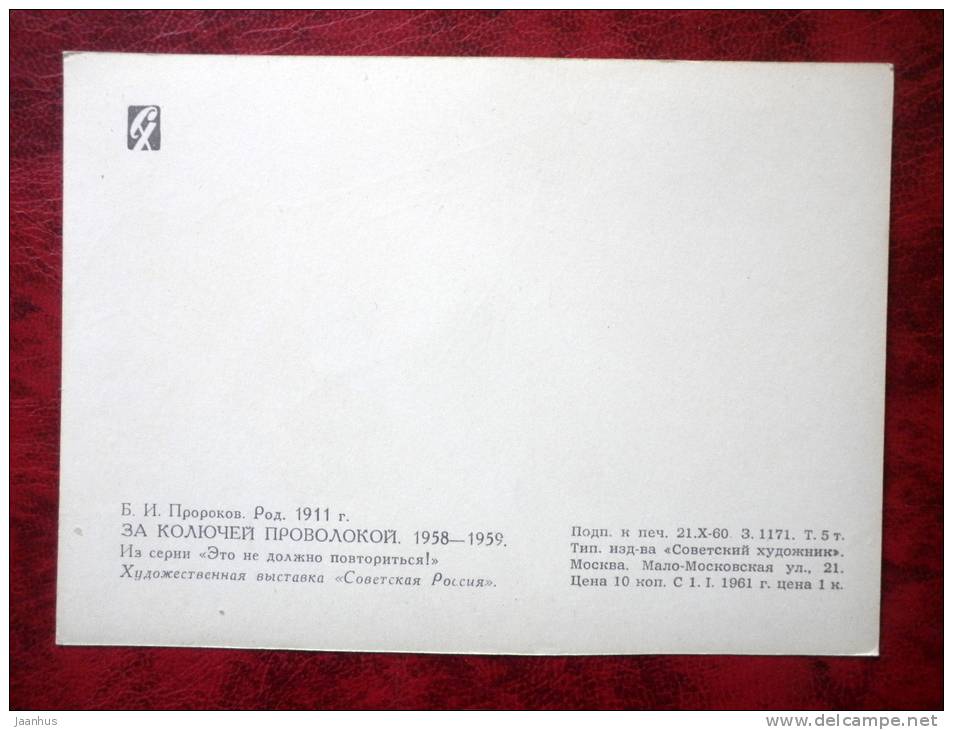 СХ
Б. И. Пророков. Род. 1911 г.
ЗА КОЛЮЧЕЙ ПРОВОЛОКОЙ. 1958—1959.
Из серии «Это не должно повториться!»
Художественная выставка «Советская Россия».
Подп. к печ. 21.X-60 З. 1171. Т. 5 т.
Тип. изд-ва «Советский художник».
Москва. Мало-Московская ул., 21.
Цена 10 коп. С 1. I. 1961 г. цена 1 к.
Jaanhus
www.delcampe.net